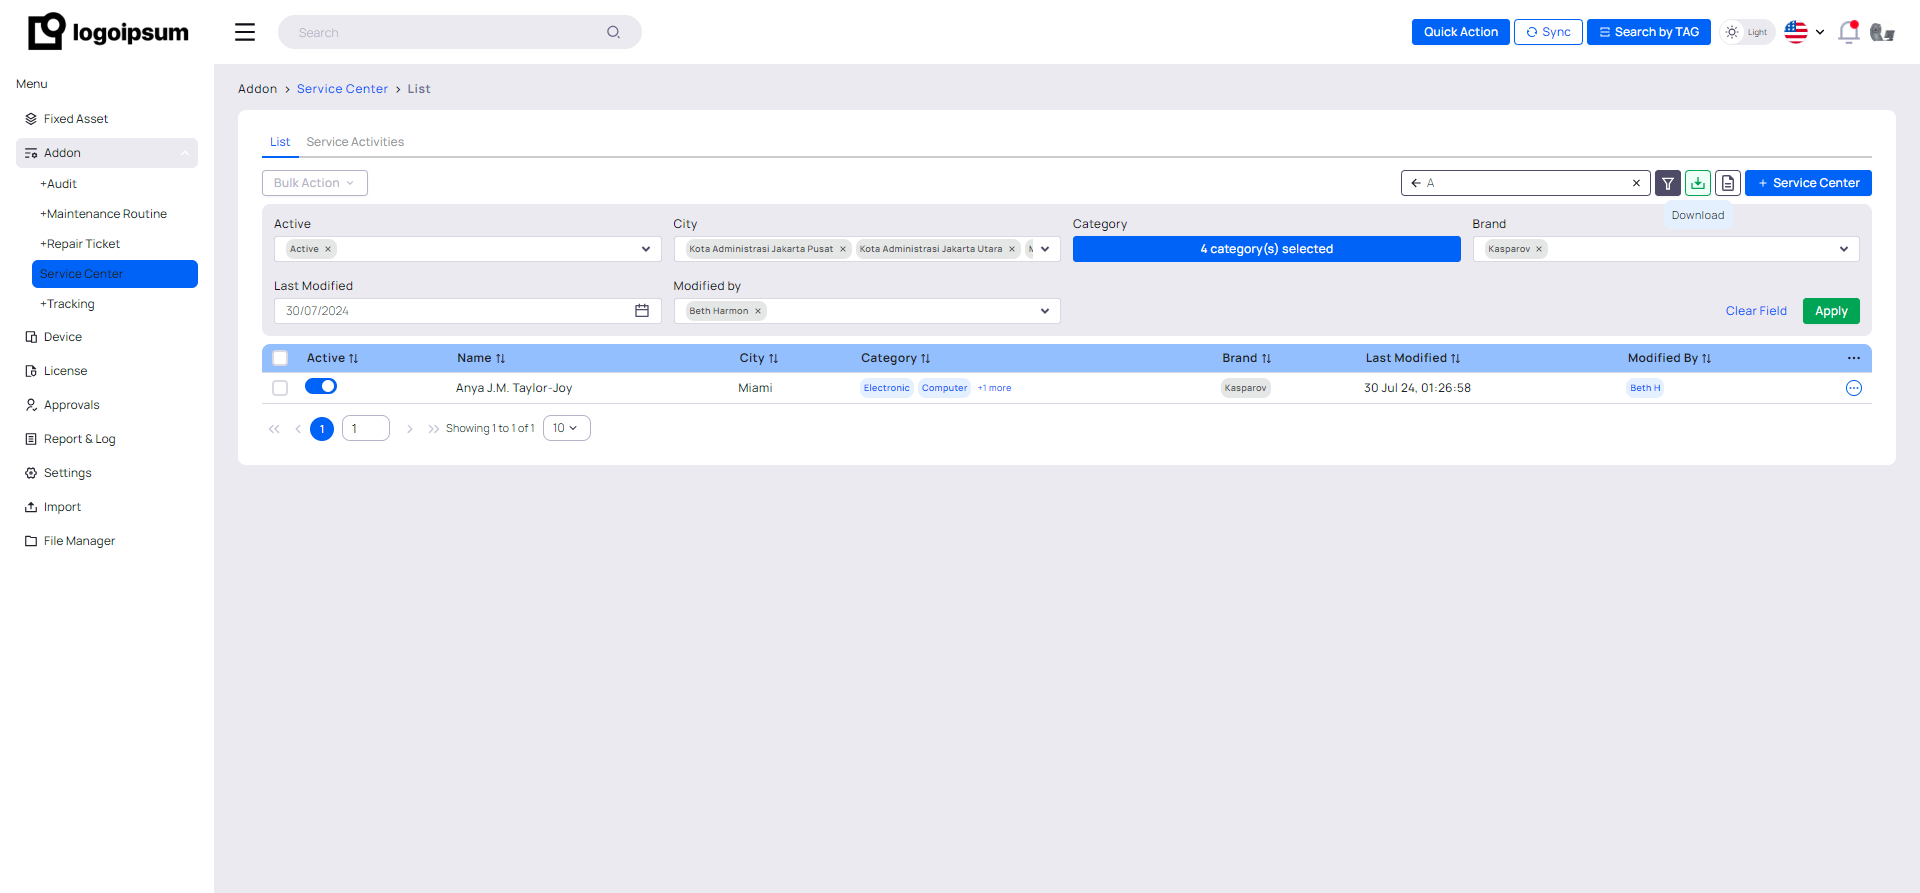 logoipsum
Search
Quick Action
Sync
Search by TAG
Light
Menu
Fixed Asset
Addon
+Audit
+Maintenance Routine
+Repair Ticket
Service Center
+Tracking
Device
License
Approvals
Report & Log
Settings
Import
File Manager
Addon > Service Center > List
List Service Activities
Bulk Action
A
+ Service Center
Download
Active City Category Brand
Active × Kota Administrasi Jakarta Pusat × Kota Administrasi Jakarta Utara × 4 category(s) selected Kasparov ×
Last Modified Modified by
30/07/2024 Beth Harmon × Clear Field Apply
Active Name City Category Brand Last Modified Modified By ...
Anya J.M. Taylor-Joy Miami Electronic Computer +1 more Kasparov 30 Jul 24, 01:26:58 Beth H
1 1 Showing 1 to 1 of 1 10